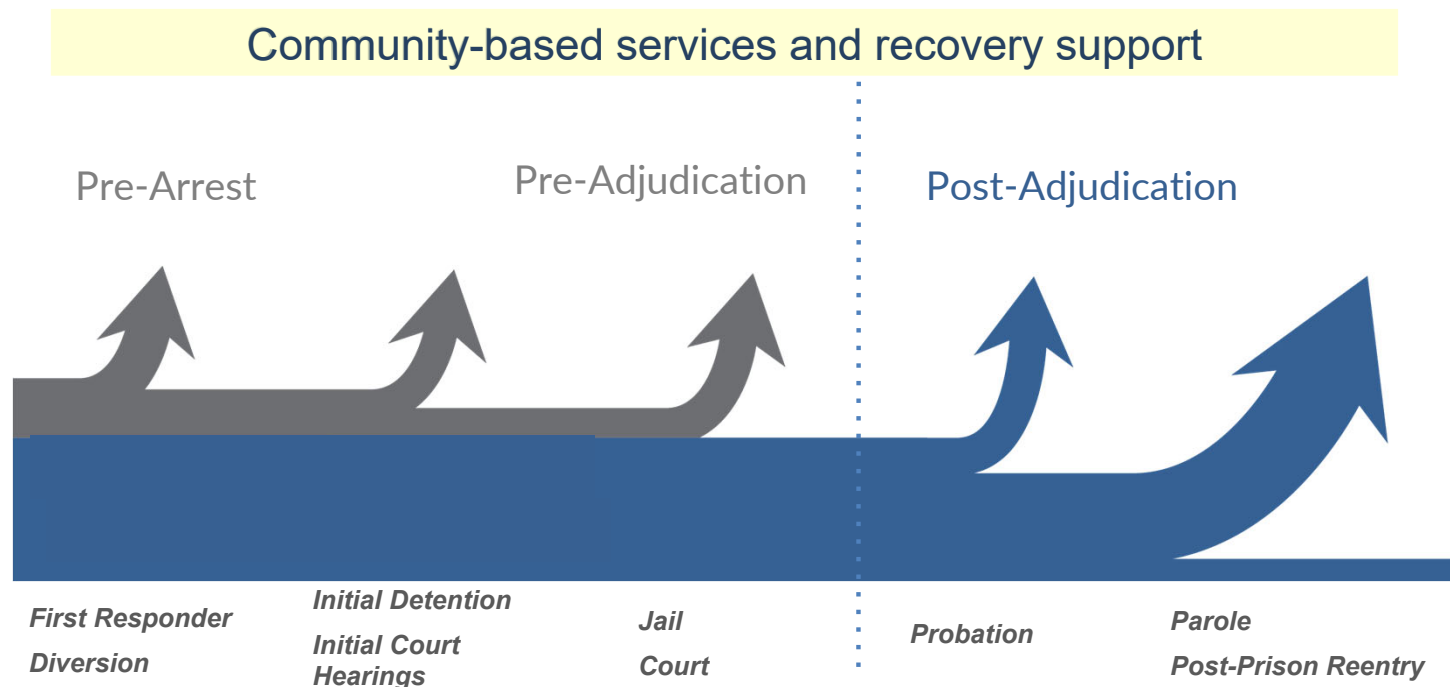 Community-based services and recovery support
Pre-Arrest
Pre-Adjudication
Post-Adjudication
First Responder
Diversion
Initial Detention
Initial Court
Hearings
Jail
Court
Probation
Parole
Post-Prison Reentry